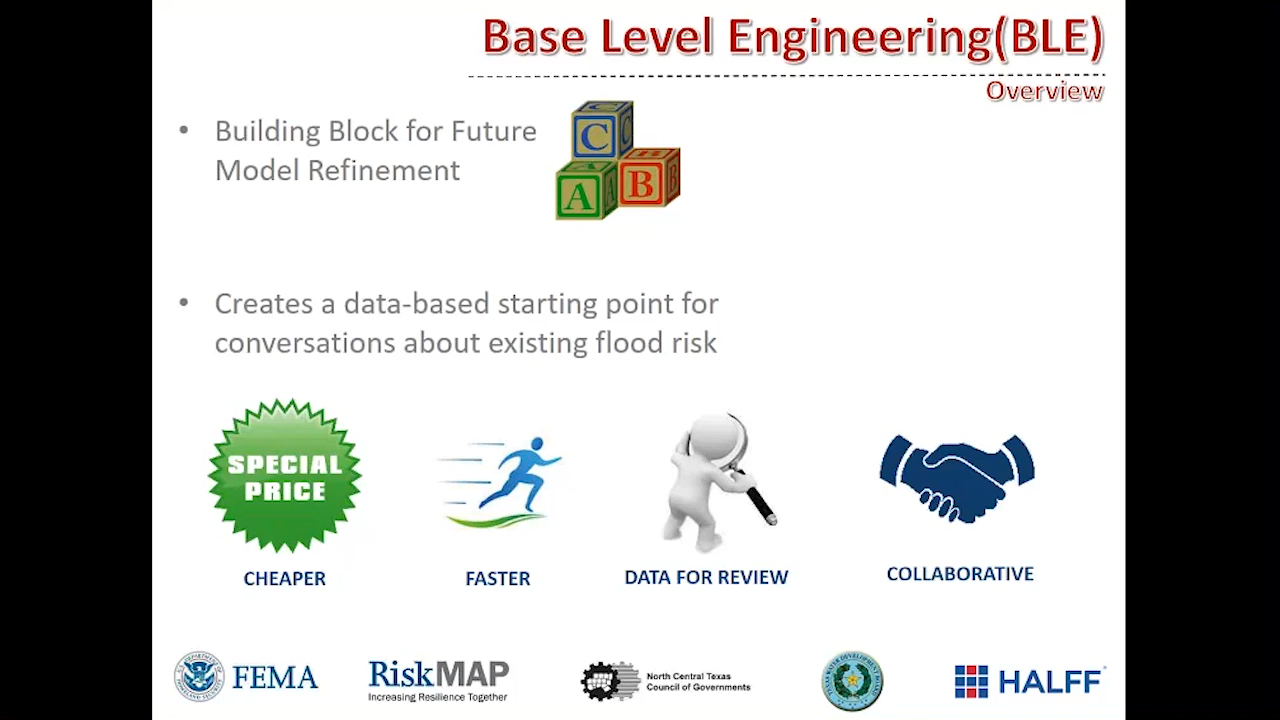 Base Level Engineering(BLE)
Overview
• Building Block for Future
Model Refinement
C
C
A
A
B
B
B
• Creates a data-based starting point for
conversations about existing flood risk
SPECIAL
PRICE
CHEAPER
FASTER
DATA FOR REVIEW
COLLABORATIVE
FEMA
RiskMAP
Increasing Resilience Together
North Central Texas
Council of Governments
HALFF